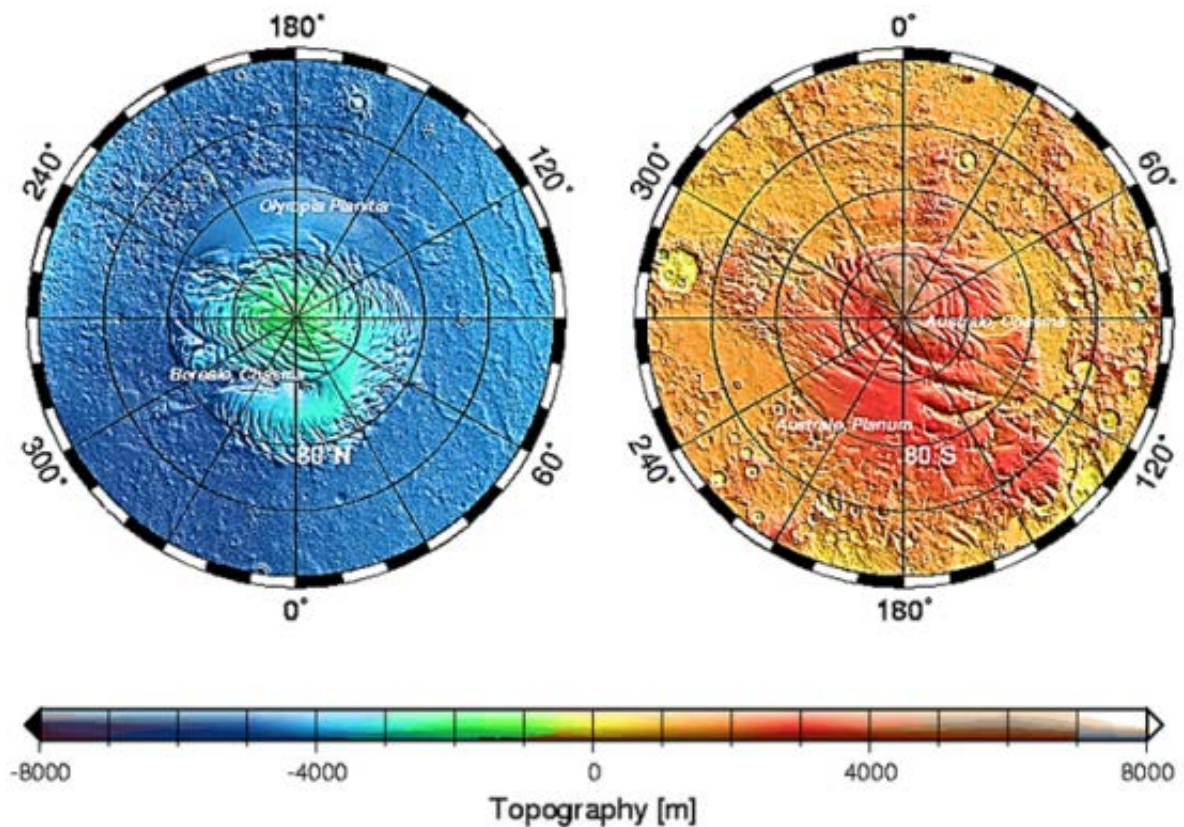 180°
240°
120°
Olympia Planitia
Boreale, Chasma
80°N
300°
60°
0°
0°
300°
60°
Australe, Chasma
Australe, Planum
80°S
240°
120°
180°
-8000 -4000 0 4000 8000
Topography [m]